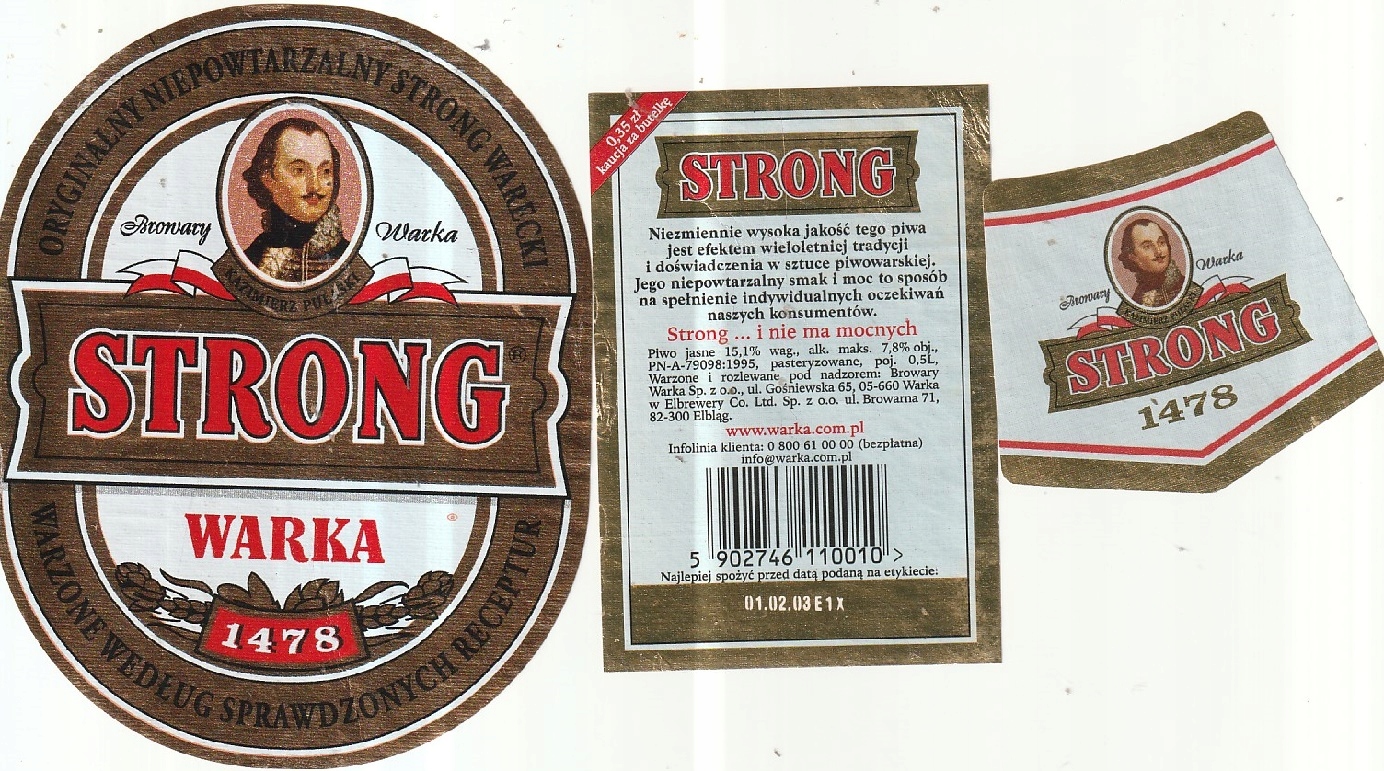 ORYGINALNY NIEPOWTARZALNY STRONG WARECKI
Browary Warka
KAZIMIERZ PUŁASKI
STRONG®
WARKA®
1478
WARZONE WEDŁUG SPRAWDZONYCH RECEPTUR
0,35 zł
kaucja za butelkę
STRONG®
Niezmiennie wysoka jakość tego piwa
jest efektem wieloletniej tradycji
i doświadczenia w sztuce piwowarskiej.
Jego niepowtarzalny smak i moc to sposób
na spełnienie indywidualnych oczekiwań
naszych konsumentów.
Strong ... i nie ma mocnych
Piwo jasne 15,1% wag., alk. maks. 7,8% obj.,
PN-A-79098:1995, pasteryzowane, poj. 0.5L,
Warzone i rozlewane pod nadzorem: Browary
Warka Sp. z o.o., ul. Gośniewska 65, 05-660 Warka
w Elbrewery Co. Ltd. Sp. z o.o. ul. Browarna 71,
82-300 Elbląg.
www.warka.com.pl
Infolinia klienta: 0 800 61 00 00 (bezpłatna)
info@warka.com.pl
5 902746 110010 >
Najlepiej spożyć przed datą podaną na etykiecie:
01.02.03E1X
Browary Warka
KAZIMIERZ PUŁASKI
STRONG®
1478